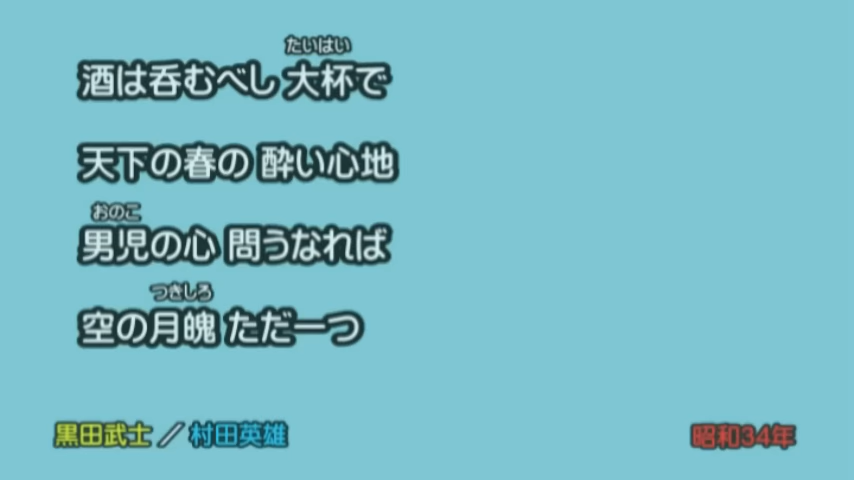 たいはい
酒は呑むべし 大杯で
天下の春の 酔い心地
おのこ
男児の心 問うなれば
つきしろ
空の月魄 ただ一つ
黒田武士／村田英雄
昭和34年